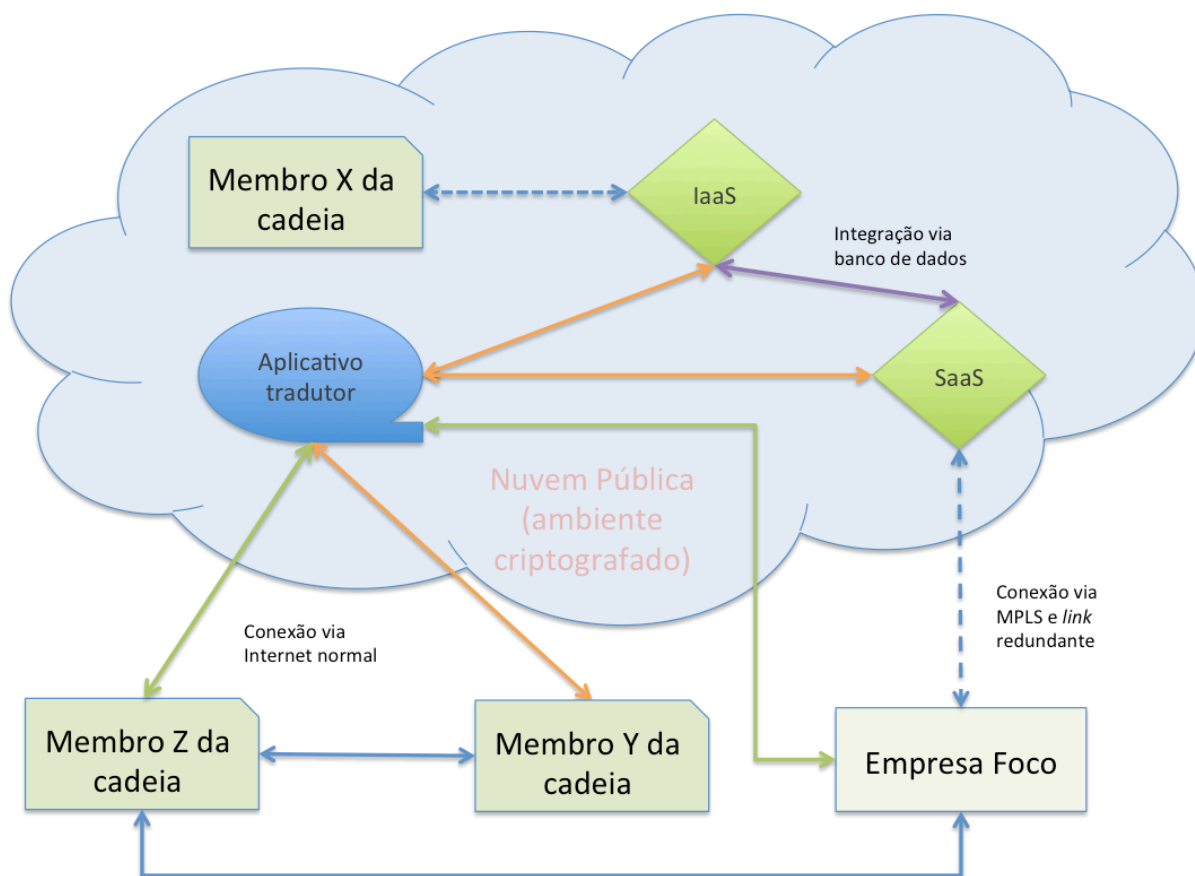 Membro X da
cadeia
IaaS
Integração via
banco de dados
Aplicativo
tradutor
SaaS
Nuvem Pública
(ambiente
criptografado)
Conexão via
Internet normal
Conexão via
MPLS e link
redundante
Membro Z da
cadeia
Membro Y da
cadeia
Empresa Foco